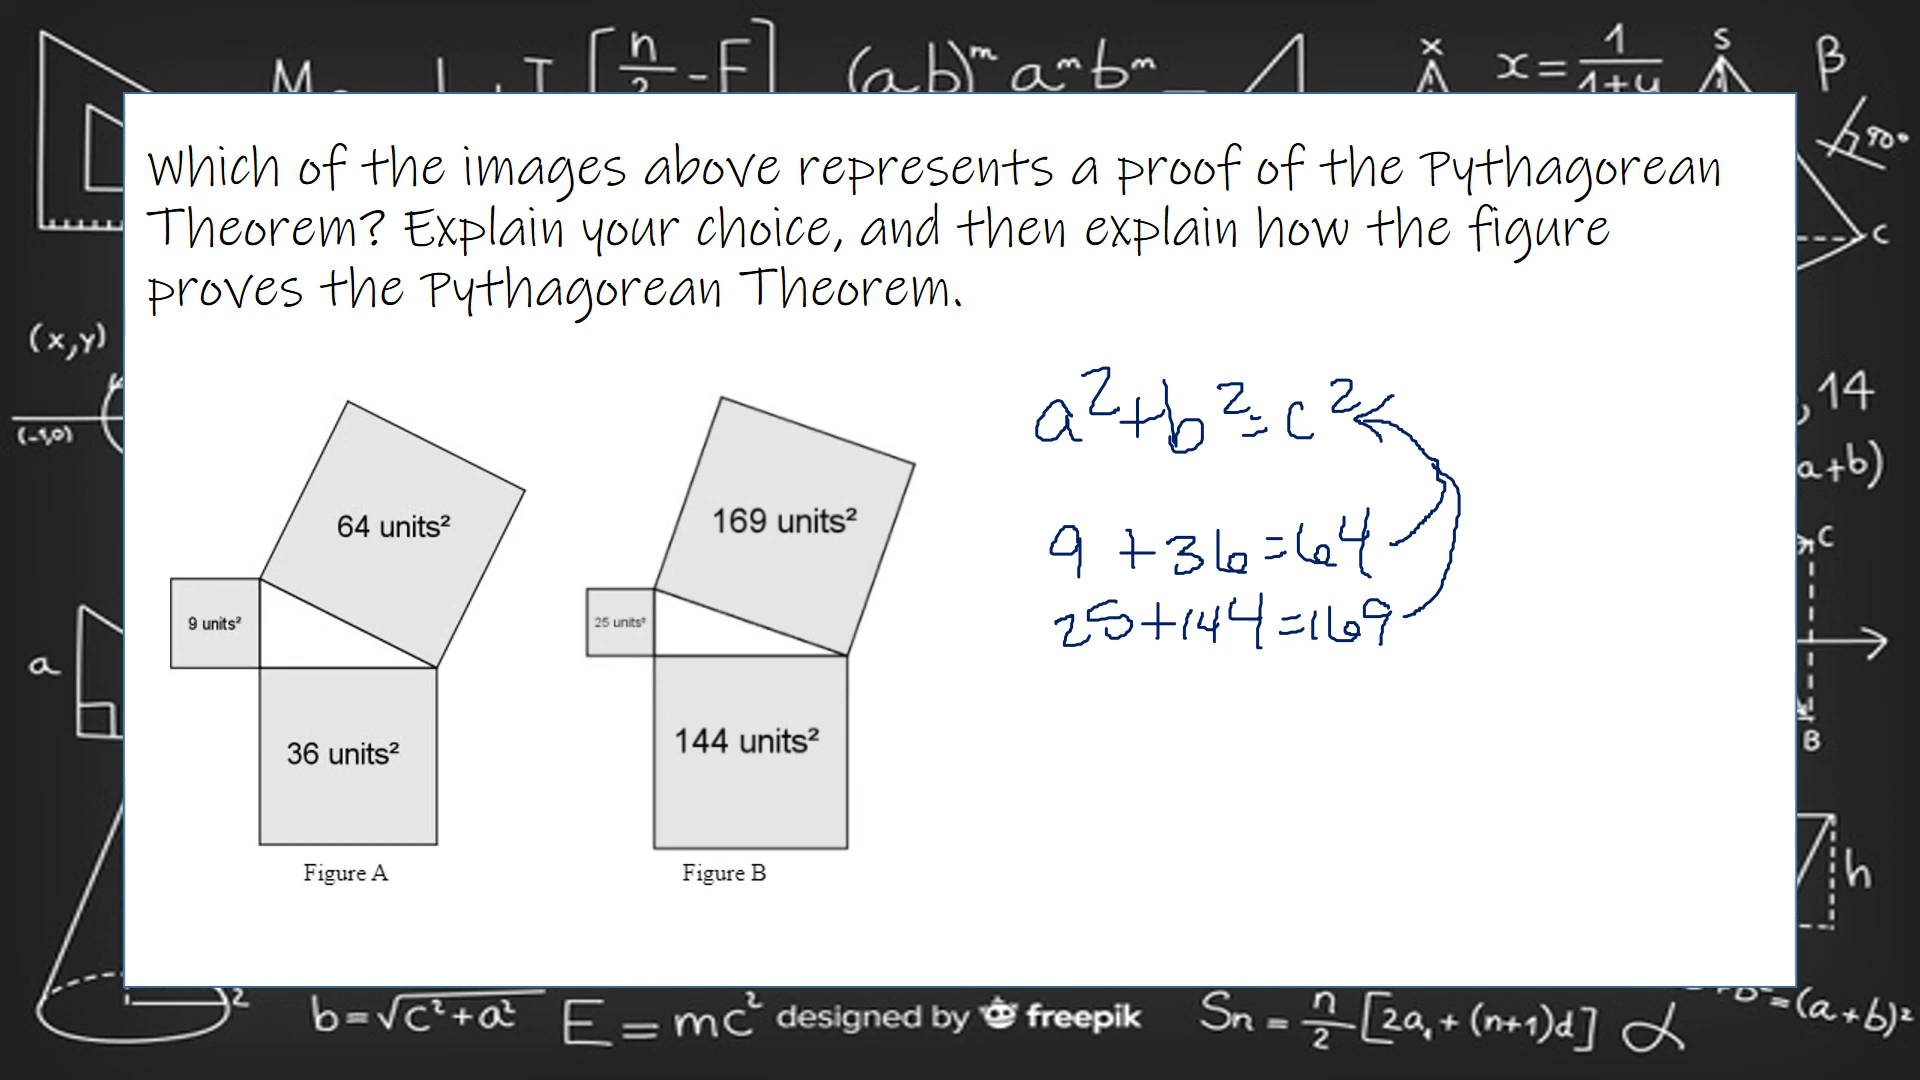 M L T [n/2 - F] (ab)ᵐ aᵐbᵐ x x = 1/1+y s β
90°
Which of the images above represents a proof of the Pythagorean
Theorem? Explain your choice, and then explain how the figure
proves the Pythagorean Theorem.
c
(x,y)
(-1,0)
14
a+b)
c
a
B
h
64 units²
9 units²
36 units²
Figure A
169 units²
25 units²
144 units²
Figure B
a²+b²=c²
9 +36=64
25+144=169
2
b=√c²+a² E=mc² designed by freepik Sn = n/2 [2a₁+(n+1)d] α =(a+b)²